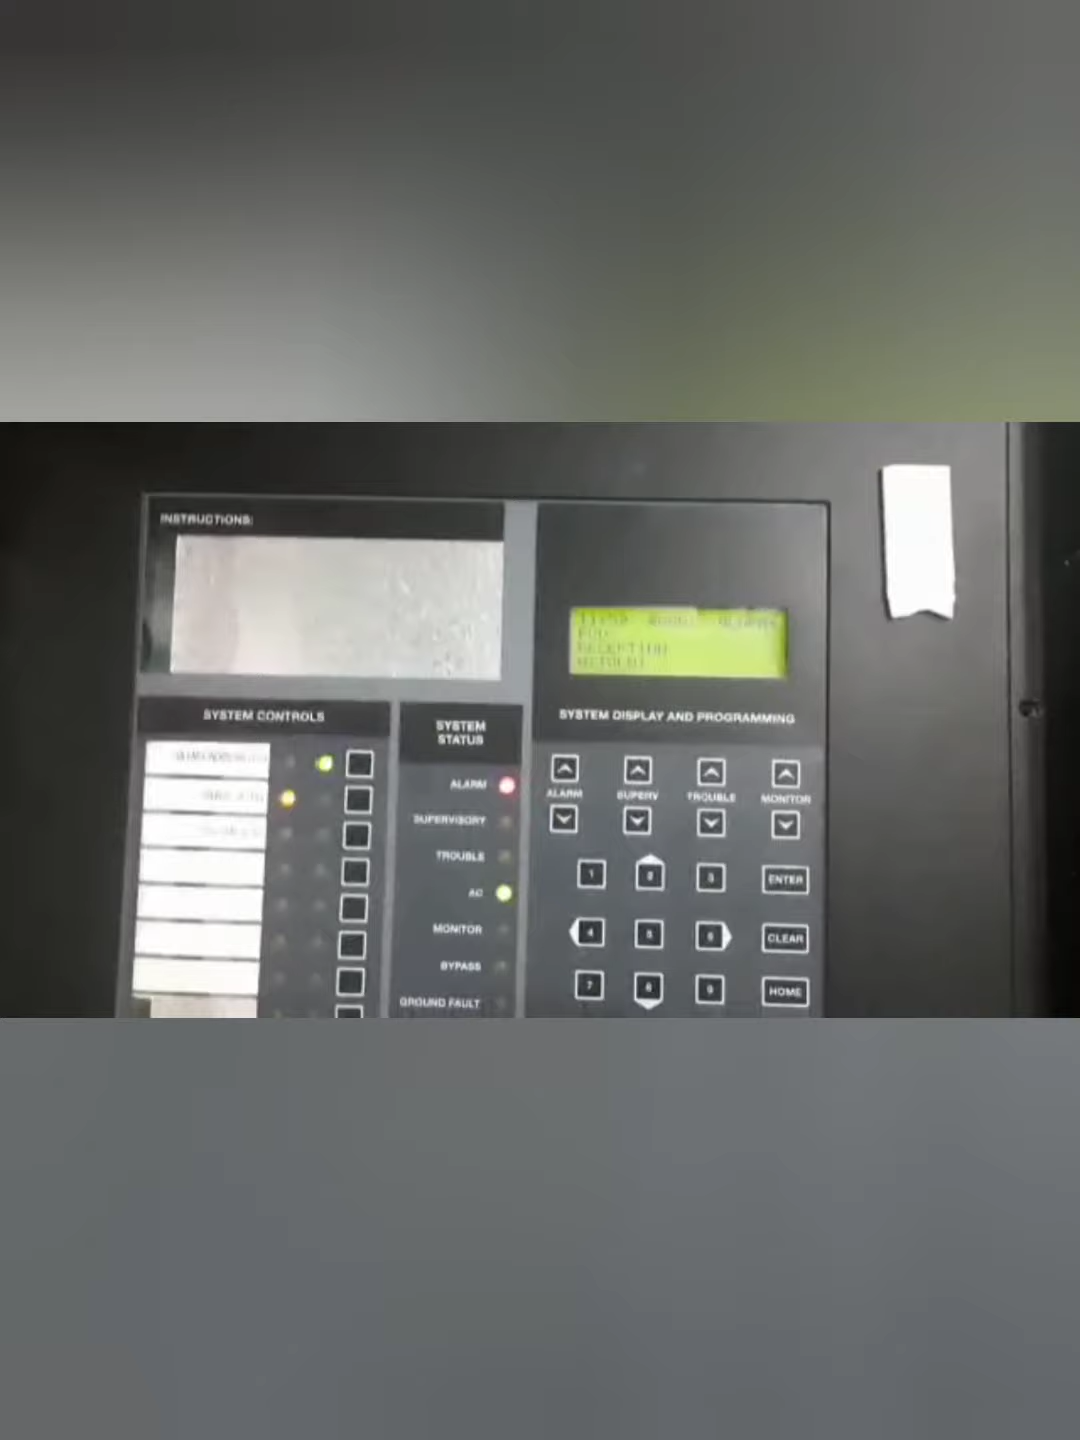 INSTRUCTIONS:
RECEPTION
SYSTEM CONTROLS
SYSTEM
STATUS
ALARM
SUPERVISORY
TROUBLE
AC
MONITOR
BYPASS
GROUND FAULT
SYSTEM DISPLAY AND PROGRAMMING
ALARM SUPERV TROUBLE MONITOR
1 2 3 ENTER
4 5 6 CLEAR
7 8 9 HOME